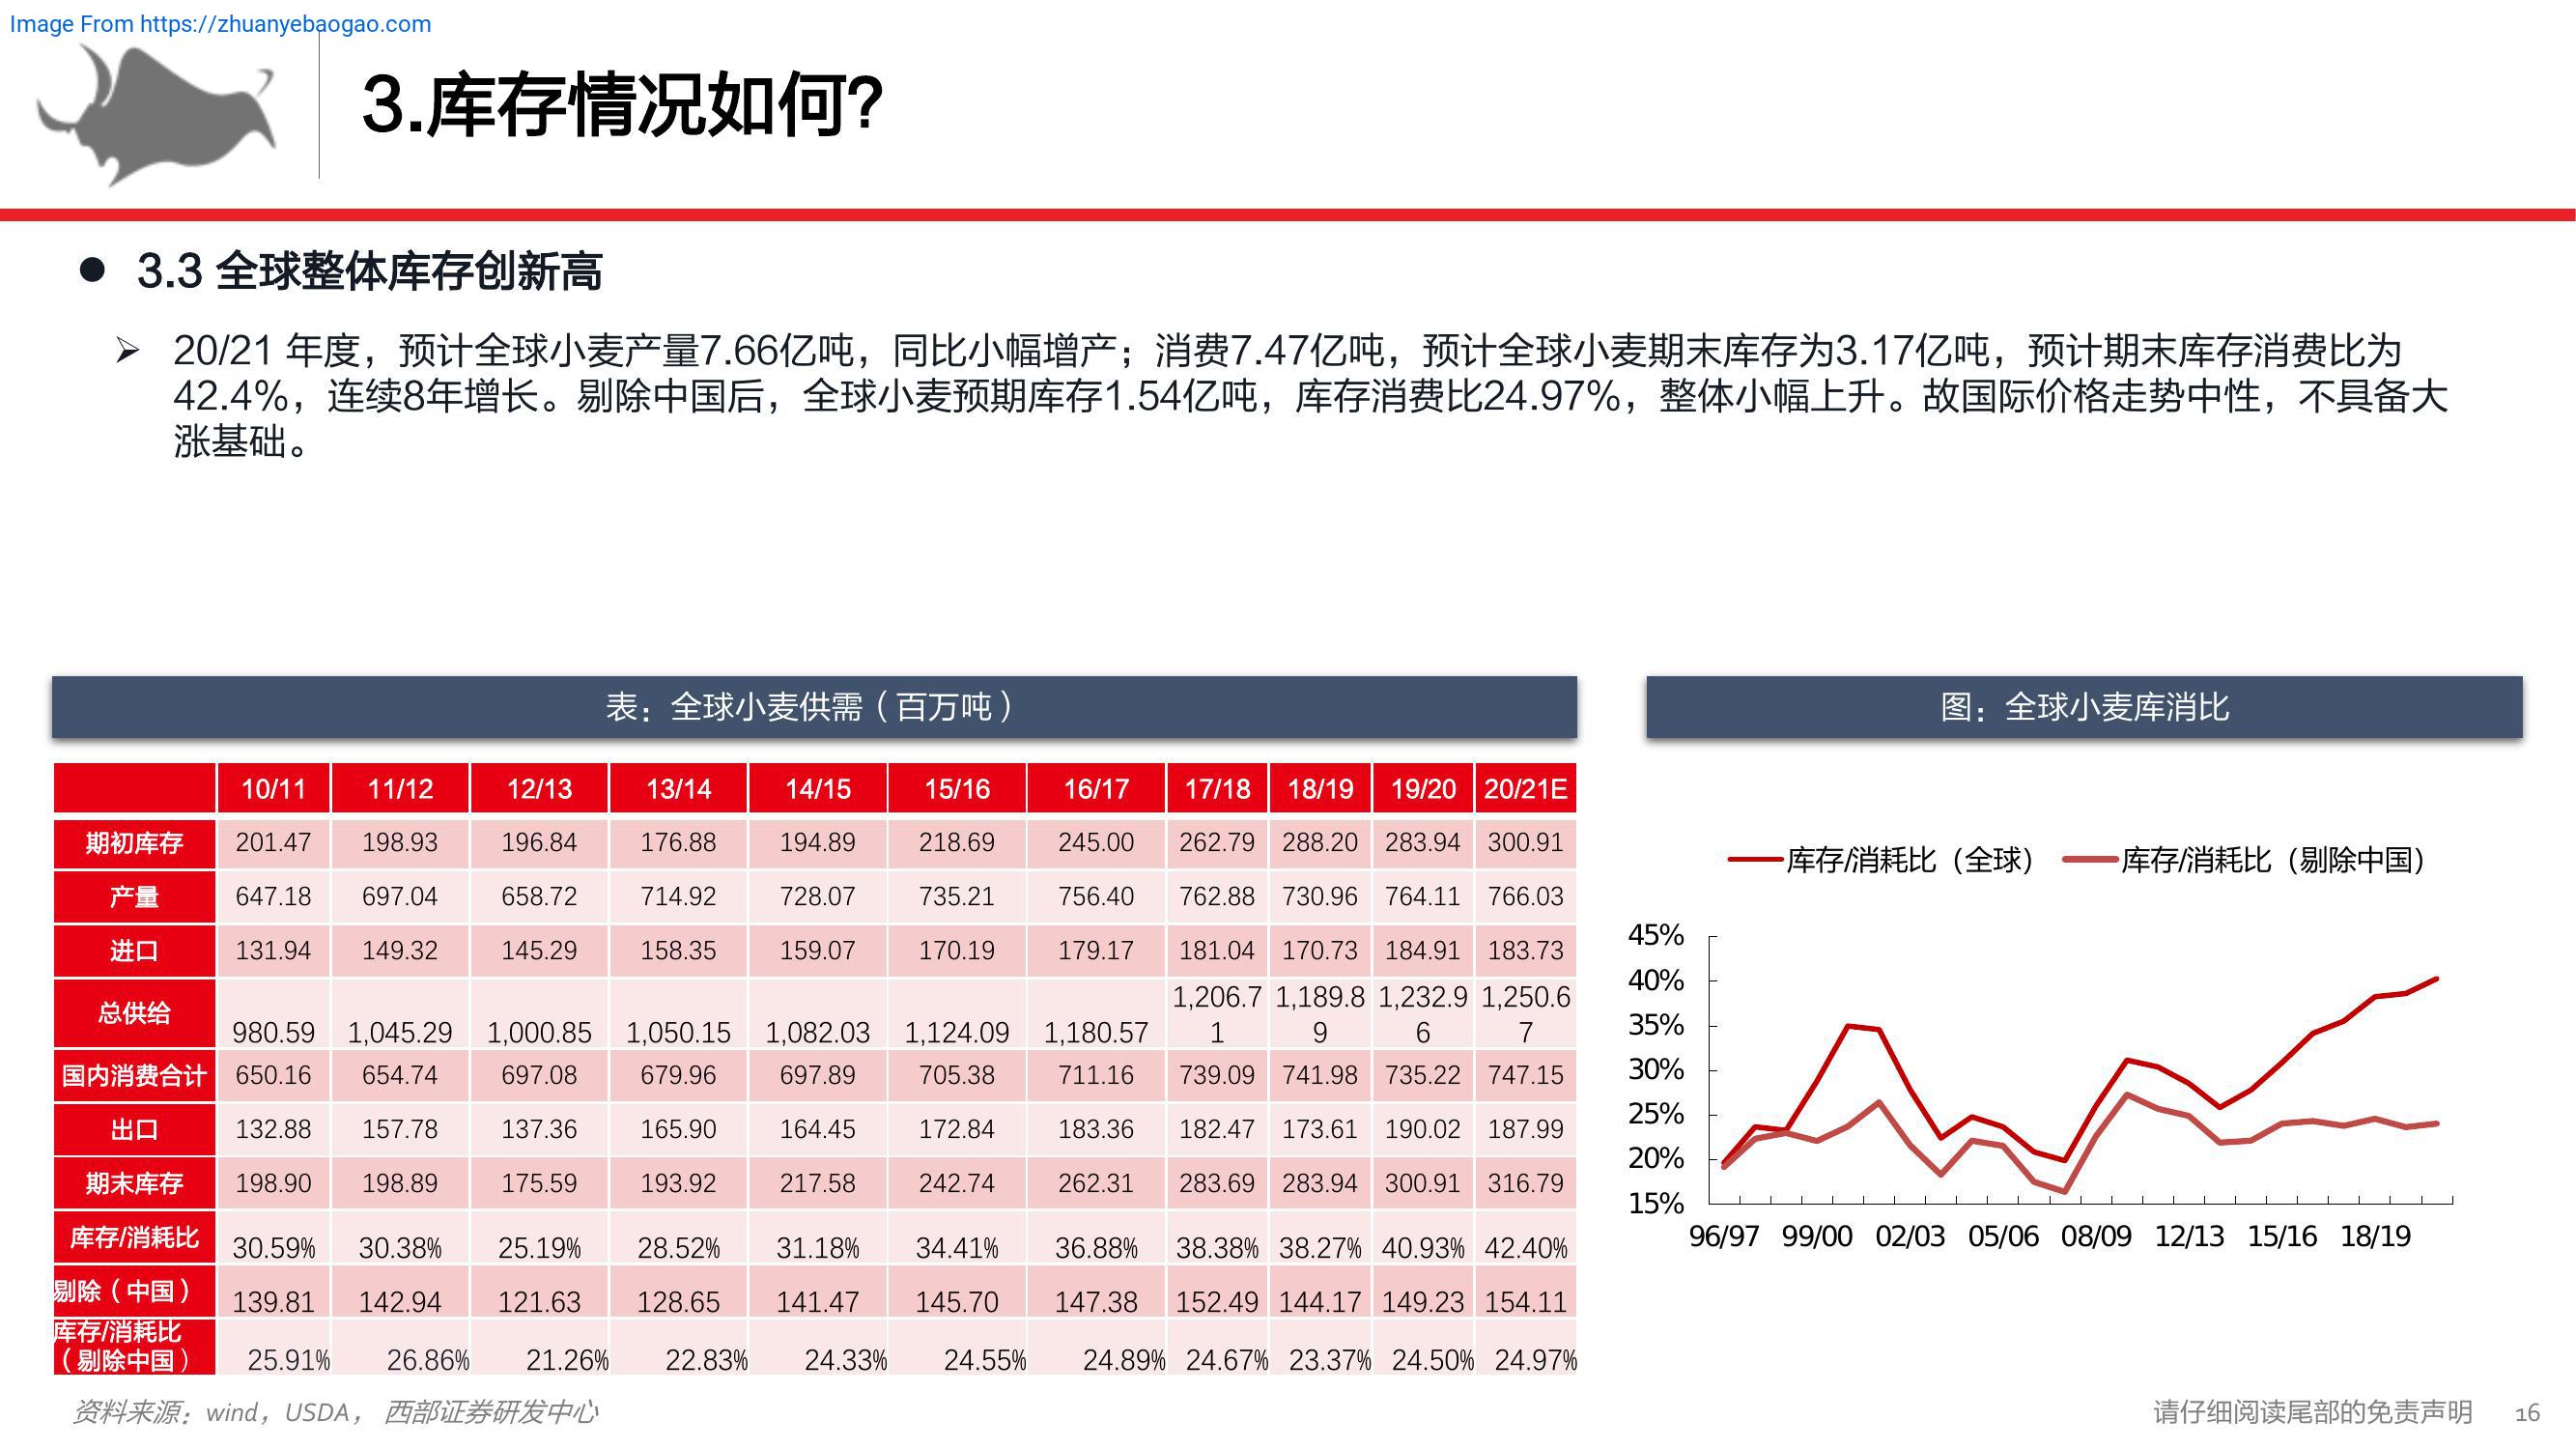 Image From https://zhuanyebaogao.com
3.库存情况如何?
● 3.3 全球整体库存创新高
➢ 20/21 年度，预计全球小麦产量7.66亿吨，同比小幅增产；消费7.47亿吨，预计全球小麦期末库存为3.17亿吨，预计期末库存消费比为
42.4%，连续8年增长。剔除中国后，全球小麦预期库存1.54亿吨，库存消费比24.97%，整体小幅上升。故国际价格走势中性，不具备大
涨基础。
表：全球小麦供需（百万吨）
10/11 11/12 12/13 13/14 14/15 15/16 16/17 17/18 18/19 19/20 20/21E
期初库存 201.47 198.93 196.84 176.88 194.89 218.69 245.00 262.79 288.20 283.94 300.91
产量 647.18 697.04 658.72 714.92 728.07 735.21 756.40 762.88 730.96 764.11 766.03
进口 131.94 149.32 145.29 158.35 159.07 170.19 179.17 181.04 170.73 184.91 183.73
总供给 980.59 1,045.29 1,000.85 1,050.15 1,082.03 1,124.09 1,180.57 1,206.71 1,189.89 1,232.96 1,250.67
国内消费合计 650.16 654.74 697.08 679.96 697.89 705.38 711.16 739.09 741.98 735.22 747.15
出口 132.88 157.78 137.36 165.90 164.45 172.84 183.36 182.47 173.61 190.02 187.99
期末库存 198.90 198.89 175.59 193.92 217.58 242.74 262.31 283.69 283.94 300.91 316.79
库存/消耗比 30.59% 30.38% 25.19% 28.52% 31.18% 34.41% 36.88% 38.38% 38.27% 40.93% 42.40%
剔除（中国） 139.81 142.94 121.63 128.65 141.47 145.70 147.38 152.49 144.17 149.23 154.11
库存/消耗比
（剔除中国） 25.91% 26.86% 21.26% 22.83% 24.33% 24.55% 24.89% 24.67% 23.37% 24.50% 24.97%
图：全球小麦库消比
库存/消耗比（全球） 库存/消耗比（剔除中国）
45%
40%
35%
30%
25%
20%
15%
96/97 99/00 02/03 05/06 08/09 12/13 15/16 18/19
资料来源：wind，USDA， 西部证券研发中心
请仔细阅读尾部的免责声明 16